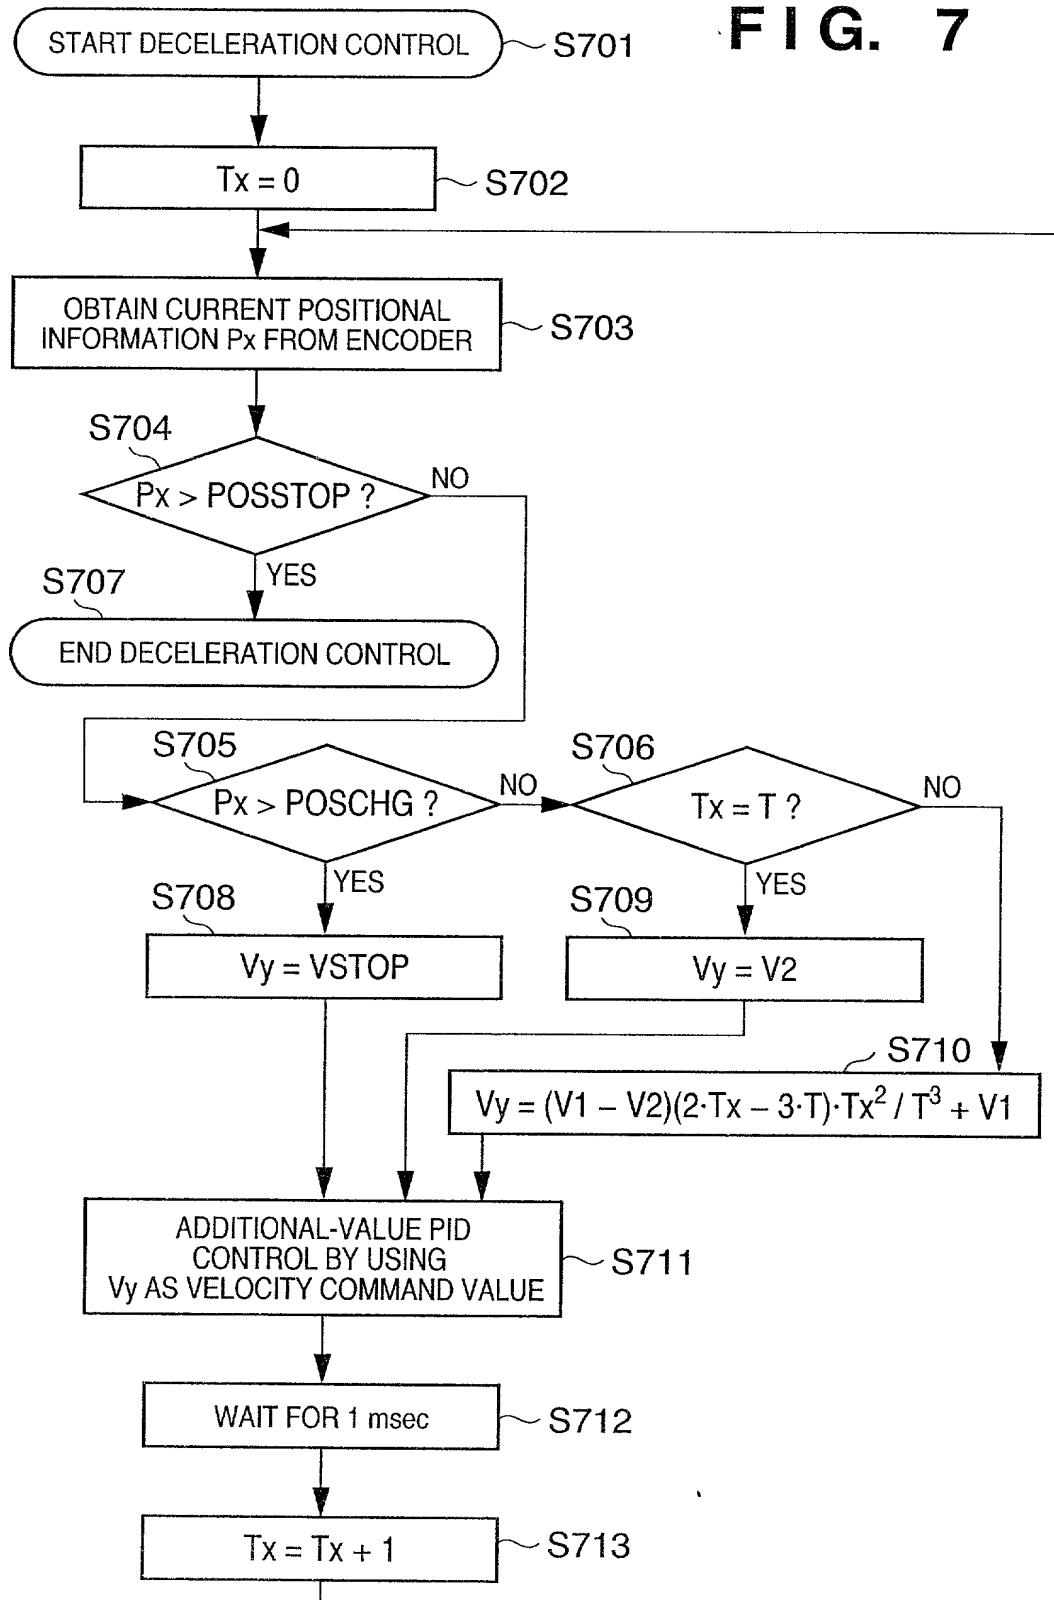 FIG. 7
START DECELERATION CONTROL
S701
Tx = 0
S702
OBTAIN CURRENT POSITIONAL
INFORMATION Px FROM ENCODER
S703
S704
Px > POSSTOP ?
NO
YES
S707
END DECELERATION CONTROL
S705
Px > POSCHG ?
NO
YES
S706
Tx = T ?
NO
YES
S708
Vy = VSTOP
S709
Vy = V2
S710
Vy = (V1 – V2)(2·Tx – 3·T)·Tx² / T³ + V1
ADDITIONAL-VALUE PID
CONTROL BY USING
Vy AS VELOCITY COMMAND VALUE
S711
WAIT FOR 1 msec
S712
Tx = Tx + 1
S713